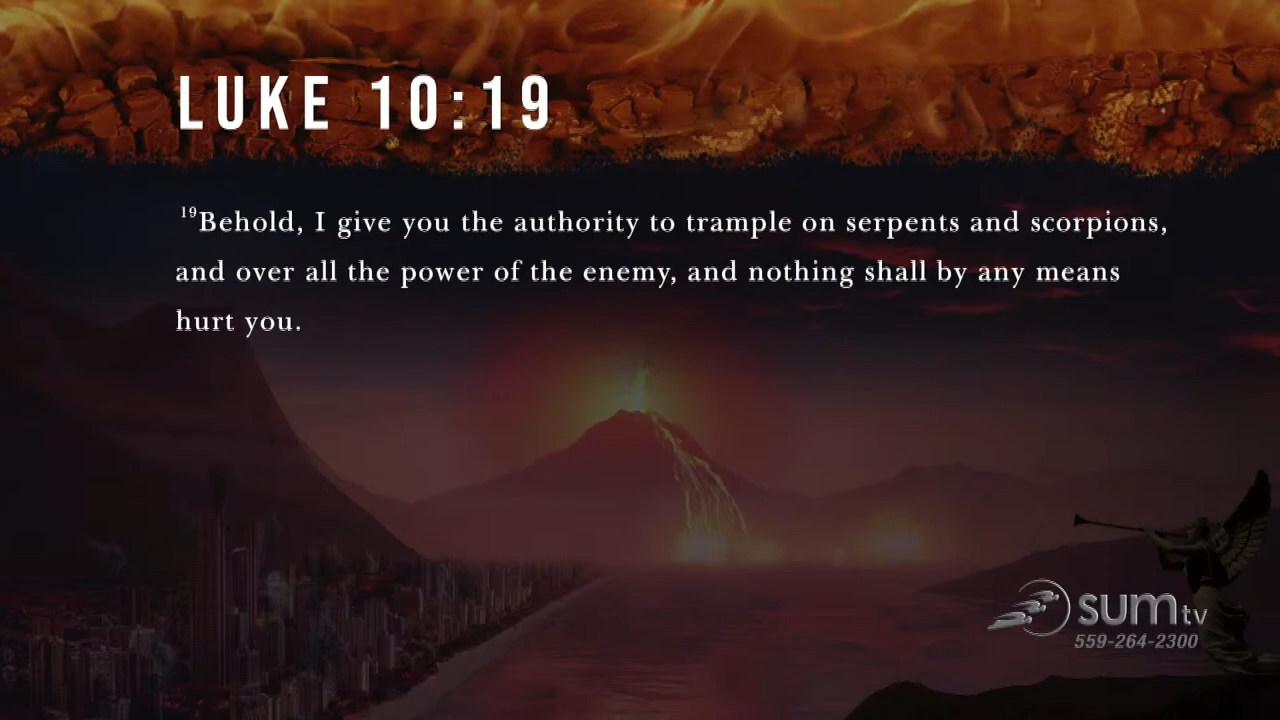 LUKE 10:19
19Behold, I give you the authority to trample on serpents and scorpions,
and over all the power of the enemy, and nothing shall by any means
hurt you.
sumtv
559-264-2300